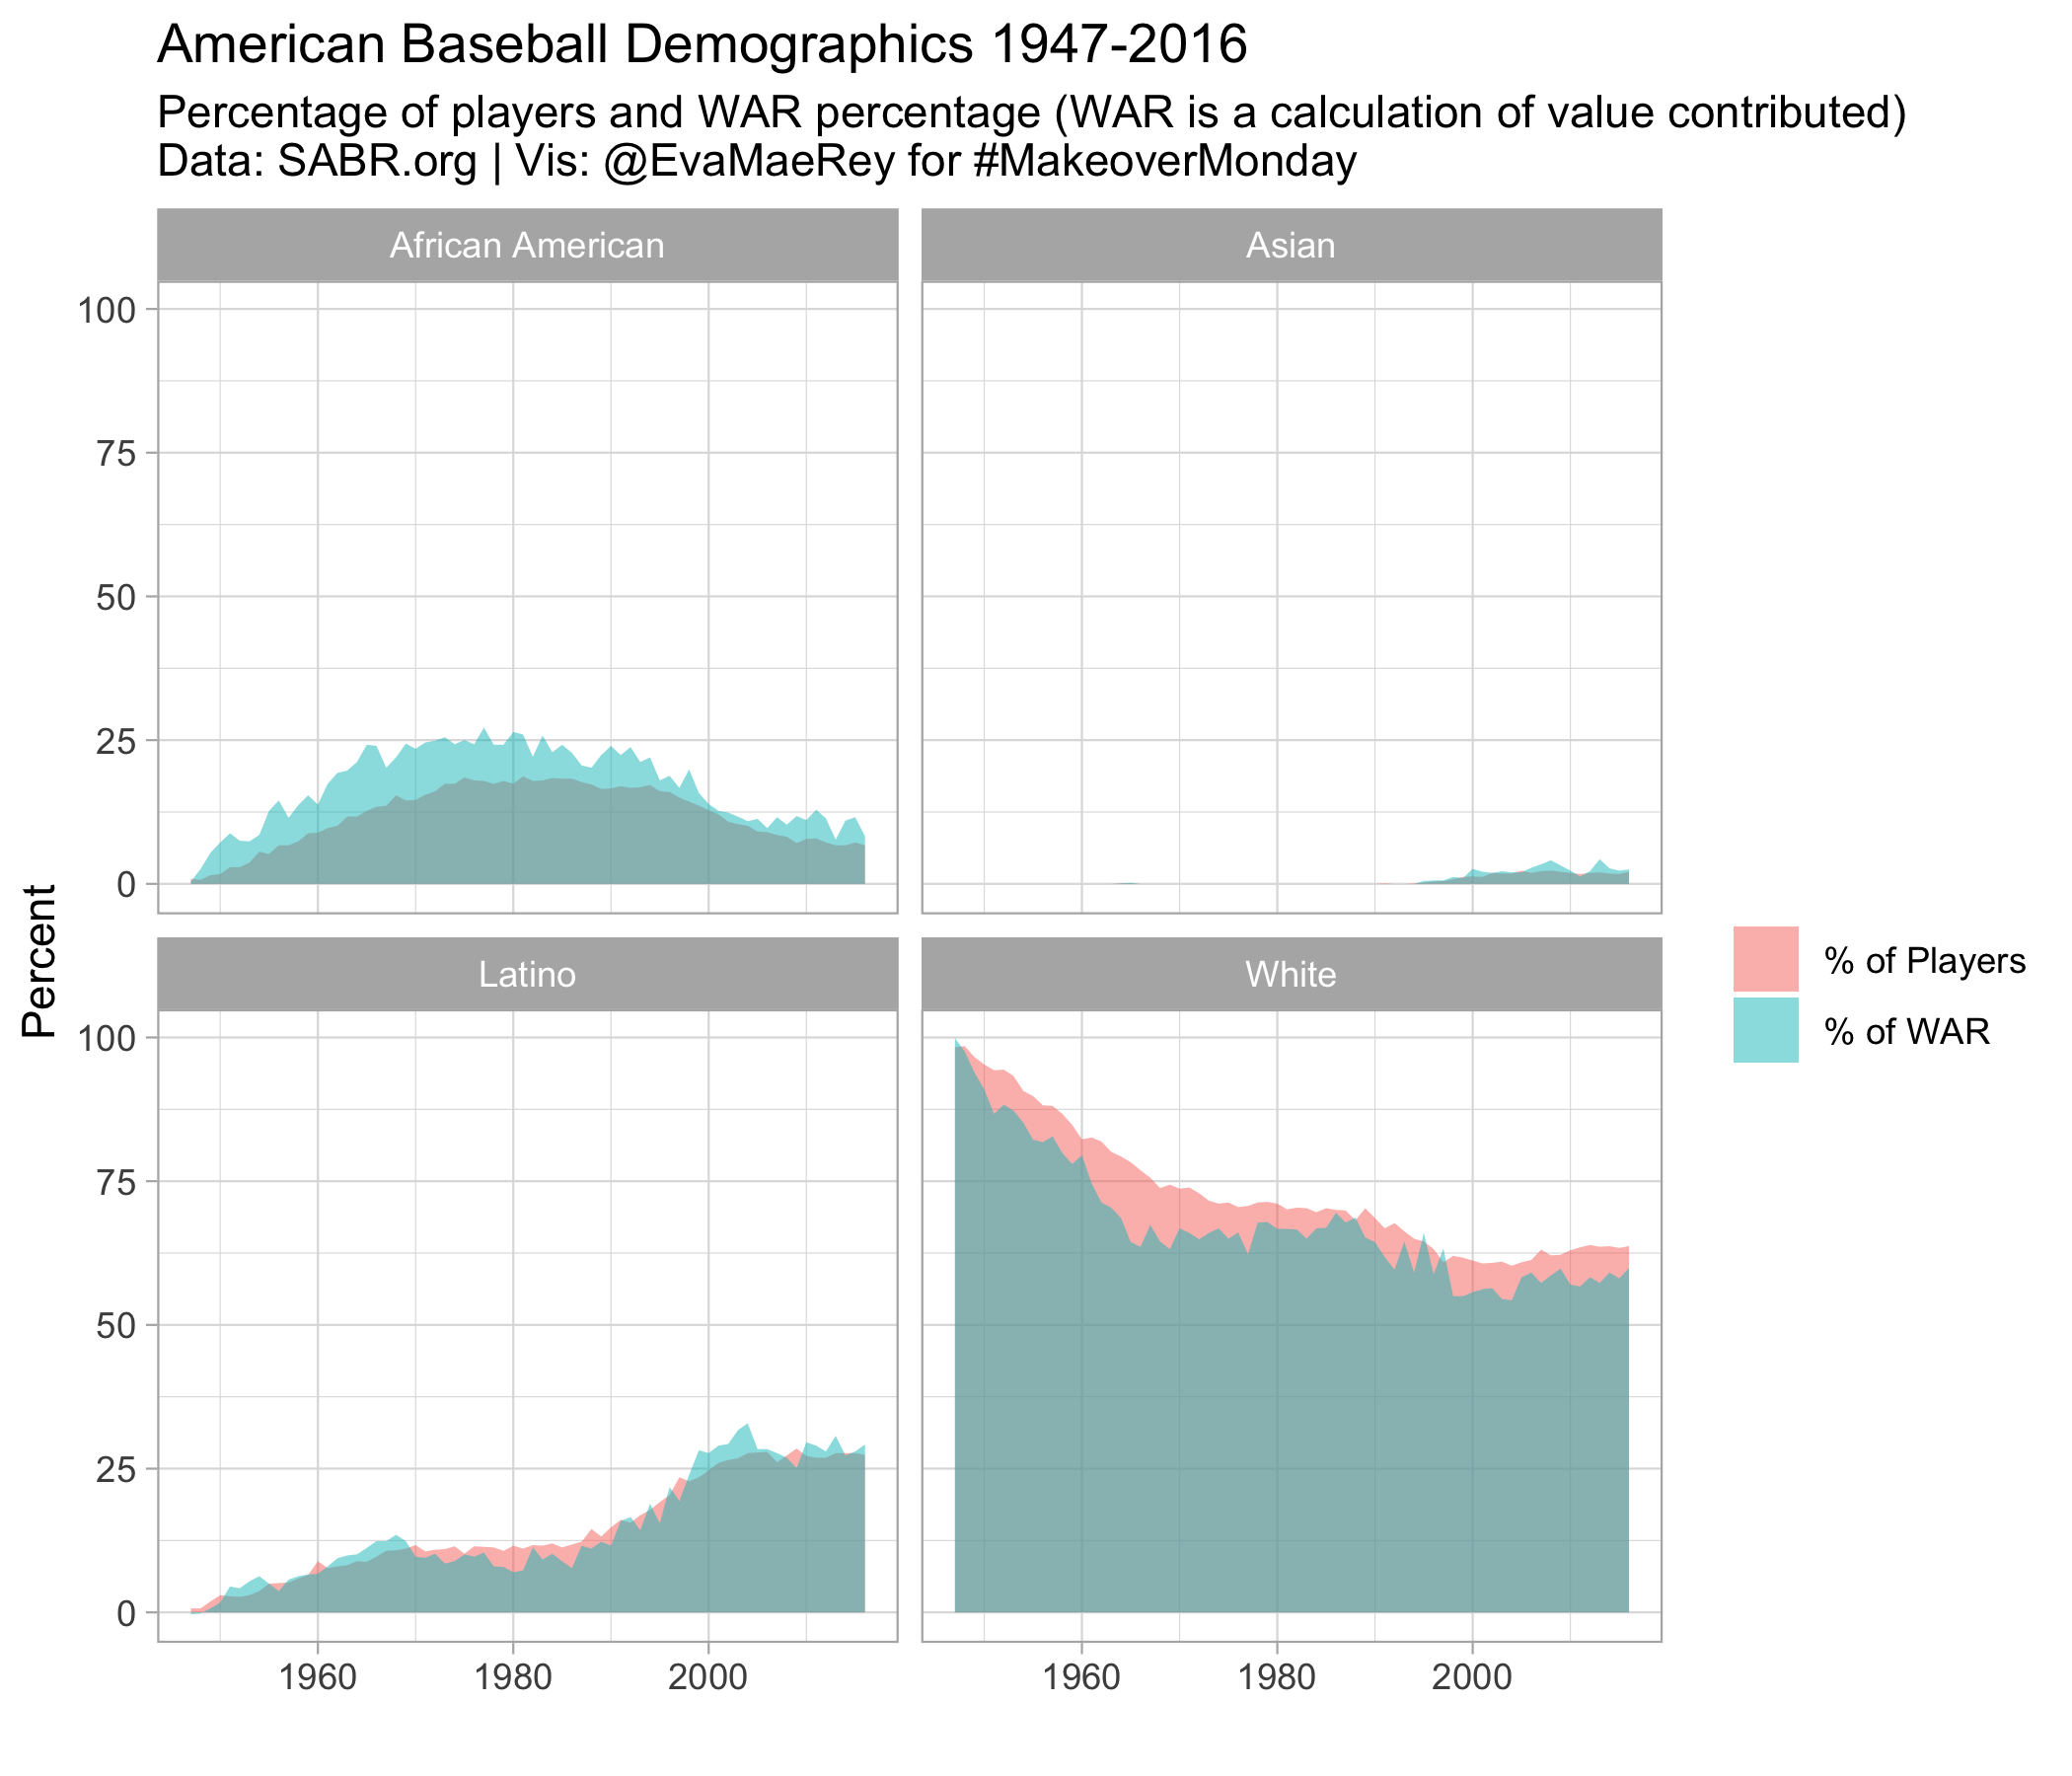 American Baseball Demographics 1947-2016
Percentage of players and WAR percentage (WAR is a calculation of value contributed)
Data: SABR.org | Vis: @EvaMaeRey for #MakeoverMonday
African American
Asian
100
75
50
25
0
Percent
Latino
White
100
75
50
25
0
1960
1980
2000
1960
1980
2000
% of Players
% of WAR